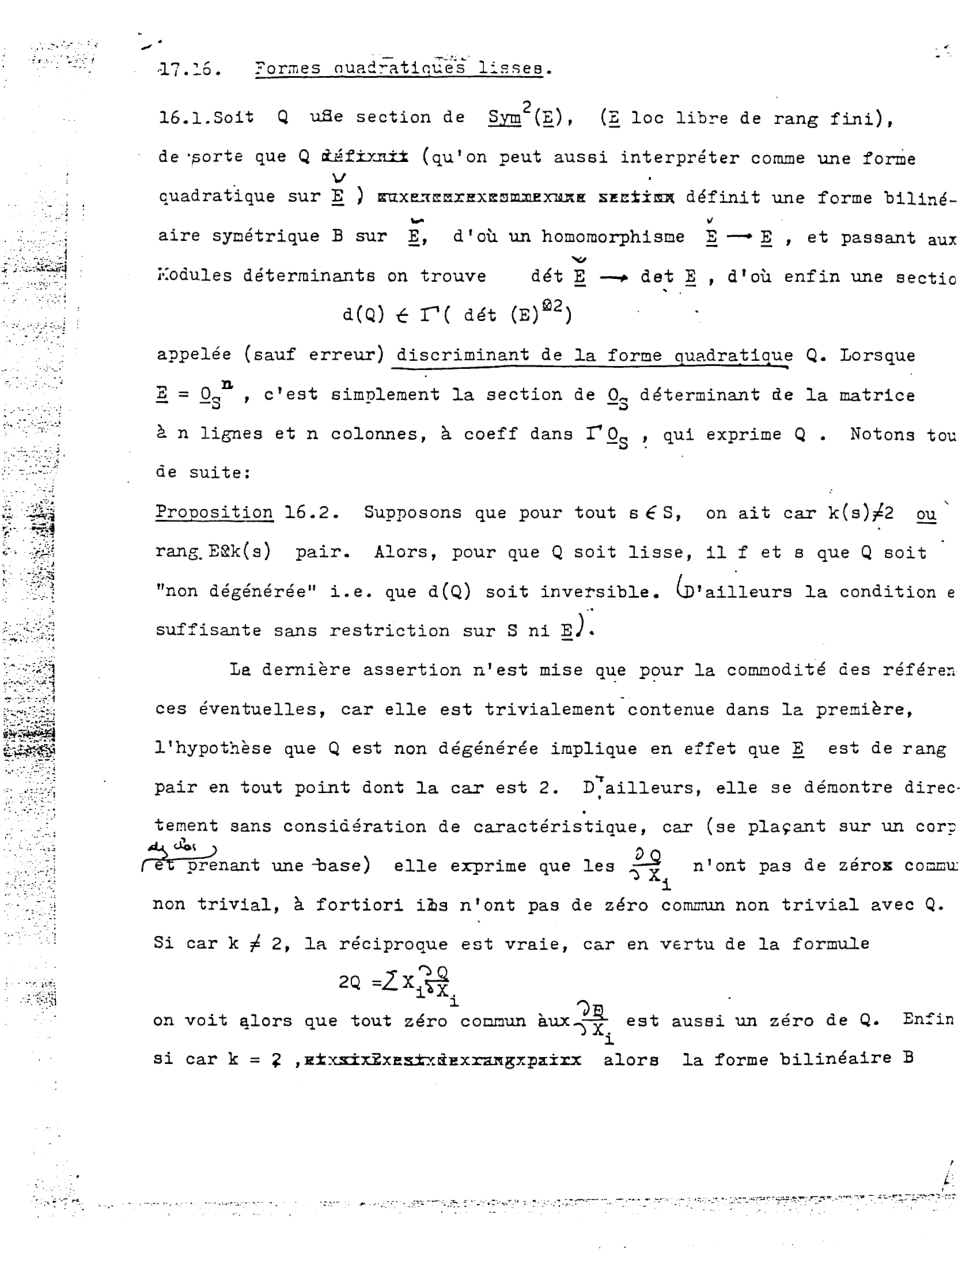 17.16. Formes quadratiques lisses.
16.1.Soit Q une section de Sym²(E), (E loc libre de rang fini),
de sorte que Q définit (qu'on peut aussi interpréter comme une forme
quadratique sur Ě ) définit une forme biliné-
aire symétrique B sur Ě, d'où un homomorphisme Ě → E , et passant aux
Modules déterminants on trouve dét Ě → det E , d'où enfin une sectio
d(Q) ∈ Γ( dét (E)^⊗2)
appelée (sauf erreur) discriminant de la forme quadratique Q. Lorsque
E = O_S^n , c'est simplement la section de O_S déterminant de la matrice
à n lignes et n colonnes, à coeff dans Γ O_S , qui exprime Q . Notons tou
de suite:
Proposition 16.2. Supposons que pour tout s ∈ S, on ait car k(s)≠2 ou
rang E⊗k(s) pair. Alors, pour que Q soit lisse, il f et s que Q soit
"non dégénérée" i.e. que d(Q) soit inversible. (D'ailleurs la condition e
suffisante sans restriction sur S ni E).
La dernière assertion n'est mise que pour la commodité des référen
ces éventuelles, car elle est trivialement contenue dans la première,
l'hypothèse que Q est non dégénérée implique en effet que E est de rang
pair en tout point dont la car est 2. D'ailleurs, elle se démontre direc-
tement sans considération de caractéristique, car (se plaçant sur un corp
et prenant une base) elle exprime que les ∂Q/∂X_i n'ont pas de zéros commu
non trivial, à fortiori ils n'ont pas de zéro commun non trivial avec Q.
Si car k ≠ 2, la réciproque est vraie, car en vertu de la formule
2Q = Σ X_i ∂Q/∂X_i
on voit alors que tout zéro commun aux ∂B/∂X_i est aussi un zéro de Q. Enfin
si car k = 2 , alors la forme bilinéaire B